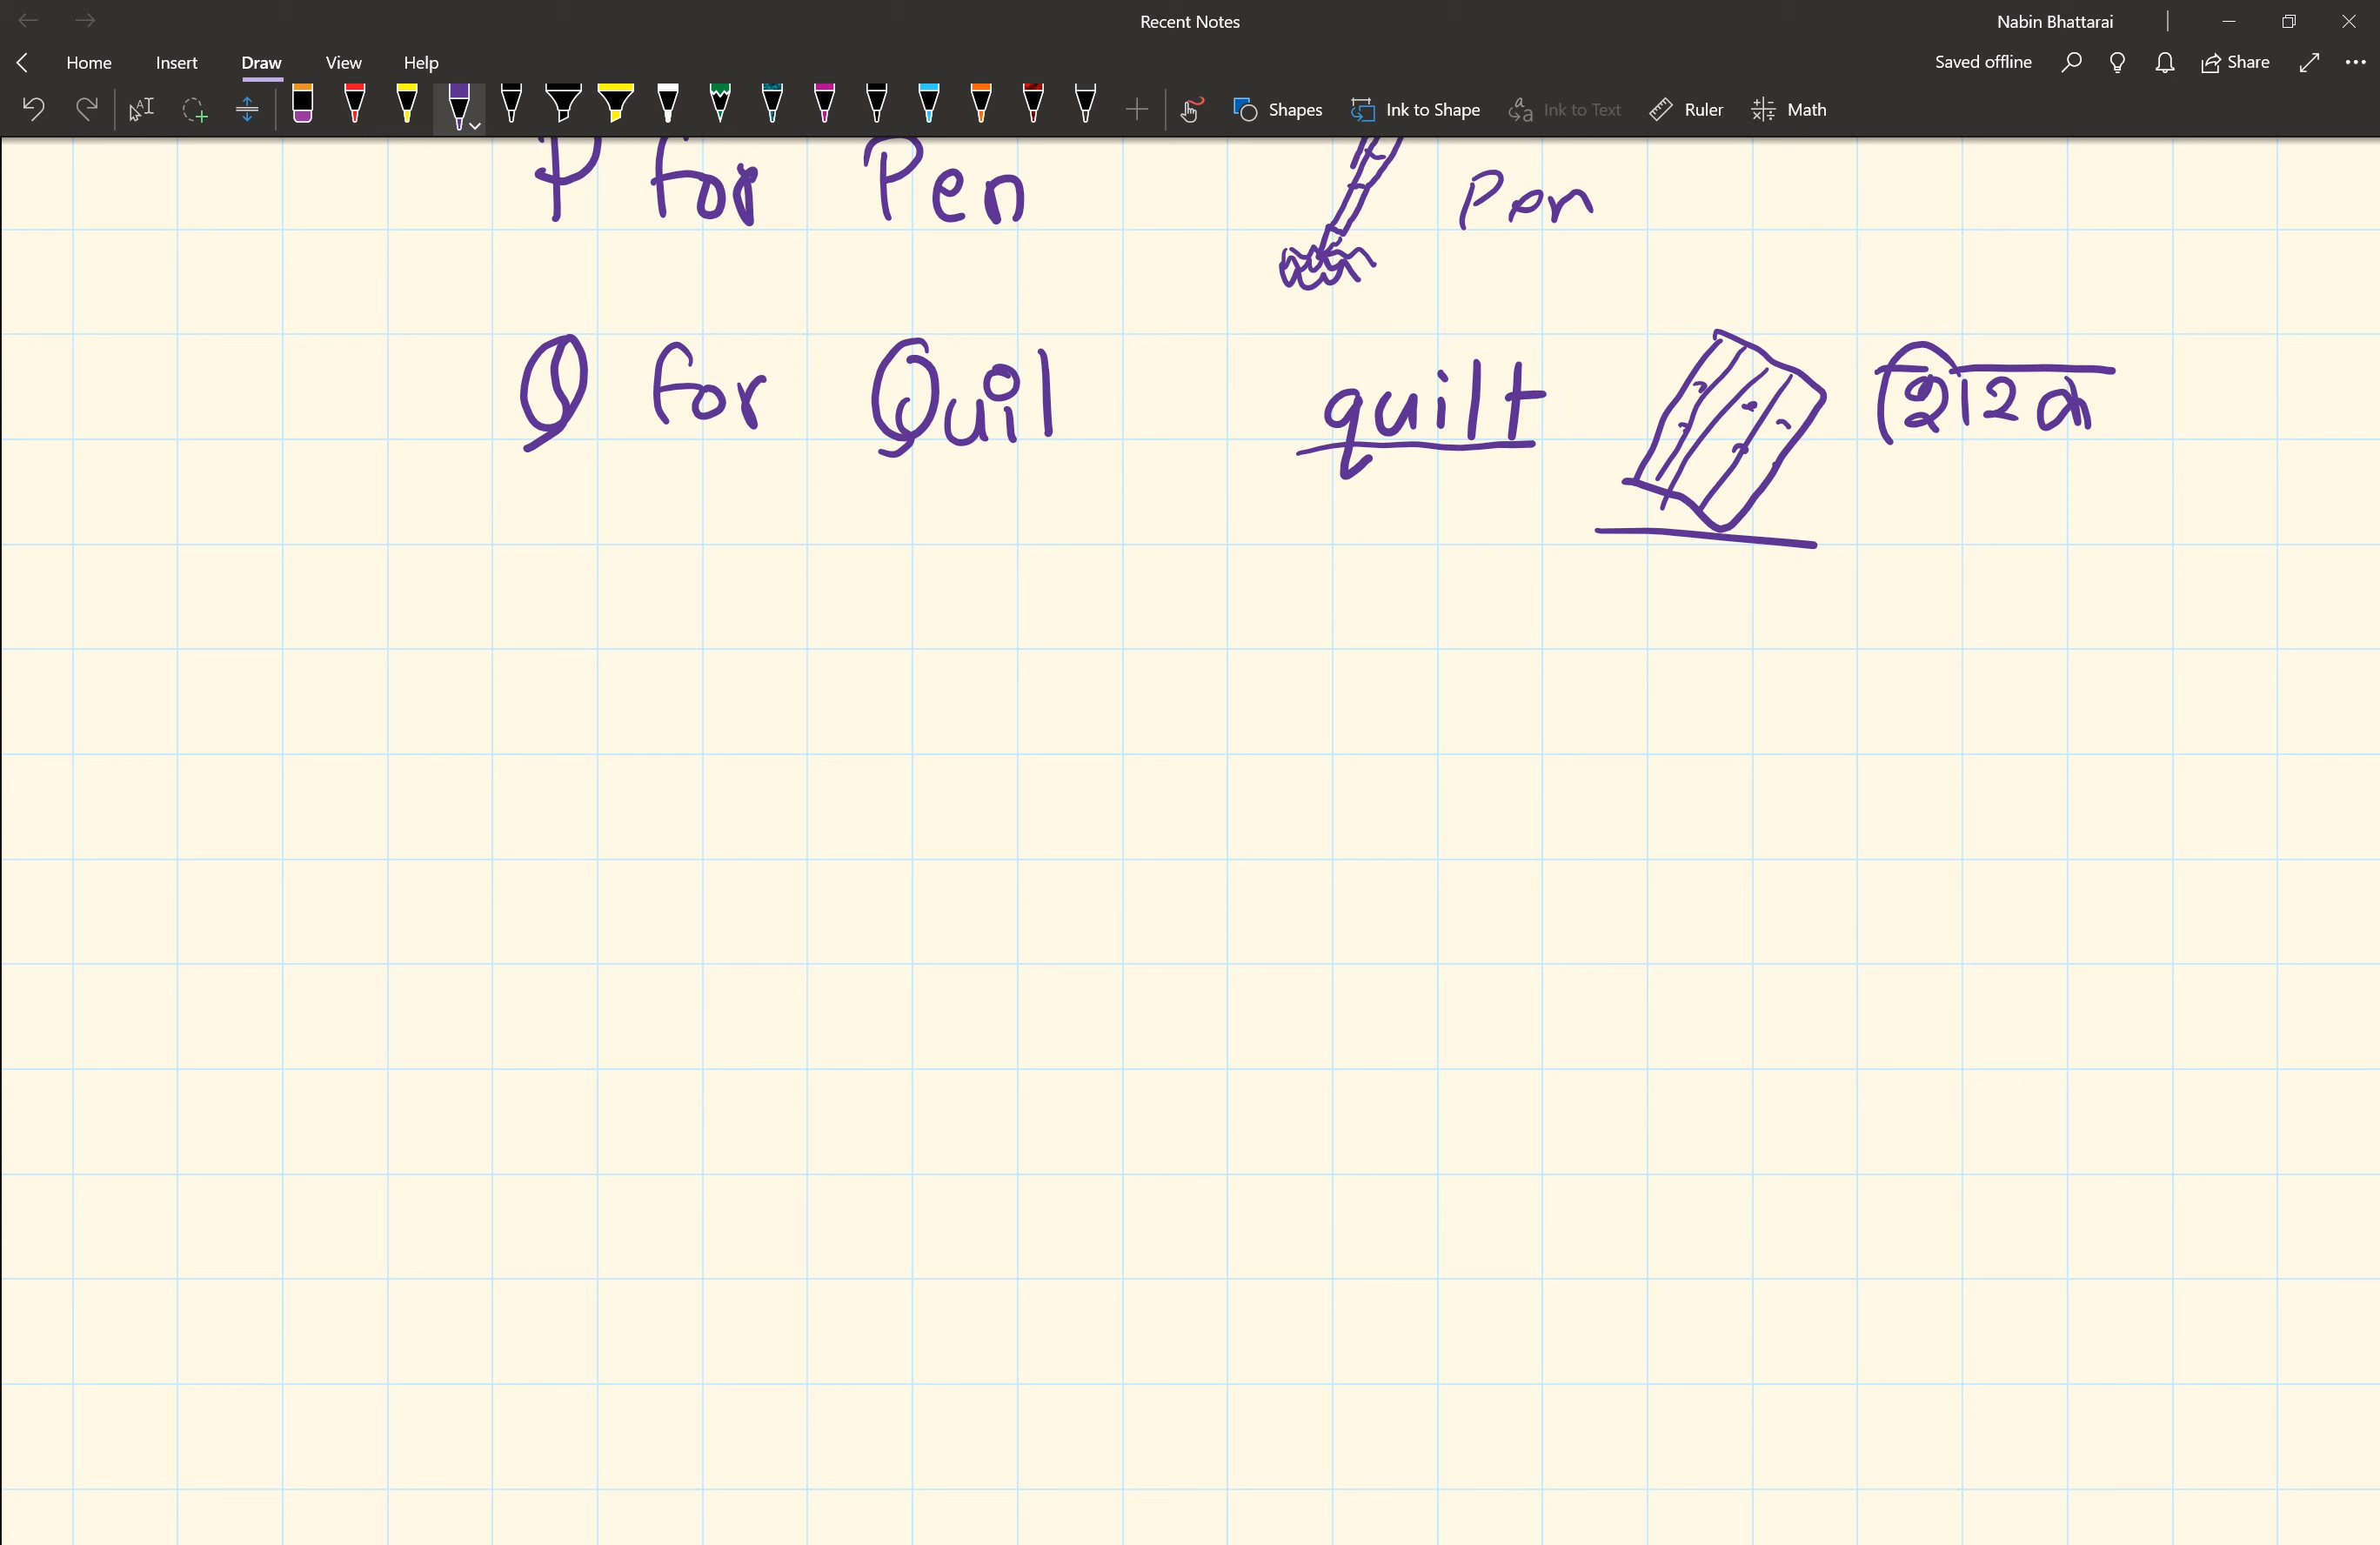 Recent Notes Nabin Bhattarai
Home Insert Draw View Help Saved offline Share
Shapes Ink to Shape Ink to Text Ruler Math
P for Pen Pen
Q for Quil quilt